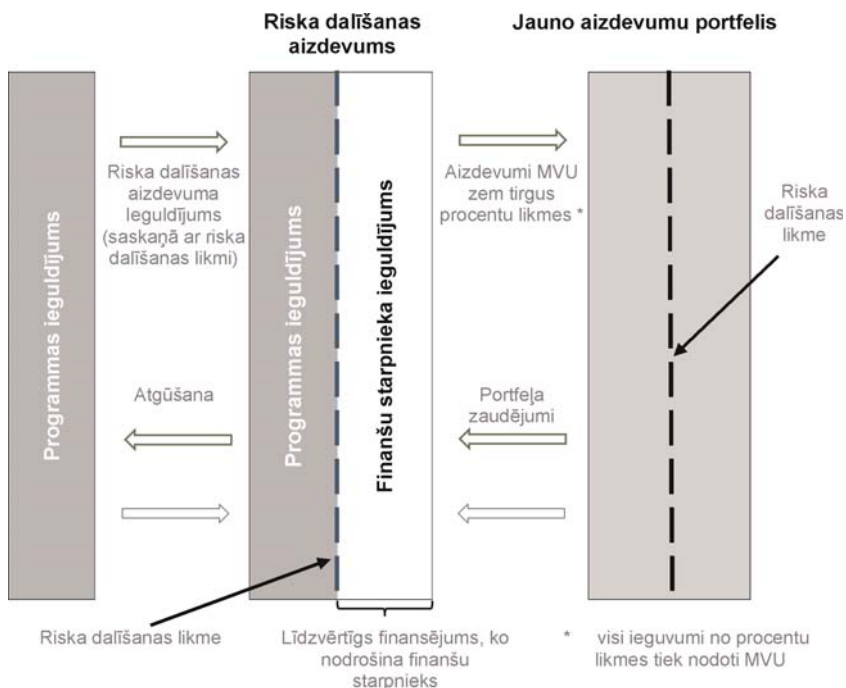 Riska dalīšanas
aizdevums
Jauno aizdevumu portfelis
Programmas ieguldījums
Riska dalīšanas
aizdevuma
Ieguldījums
(saskaņā ar riska
dalīšanas likmi)
Atgūšana
Programmas ieguldījums
Finanšu starpnieka ieguldījums
Aizdevumi MVU
zem tirgus
procentu likmes *
Portfeļa
zaudējumi
Riska
dalīšanas
likme
Riska dalīšanas likme
Līdzvērtīgs finansējums, ko
nodrošina finanšu
starpnieks
* visi ieguvumi no procentu
likmes tiek nodoti MVU